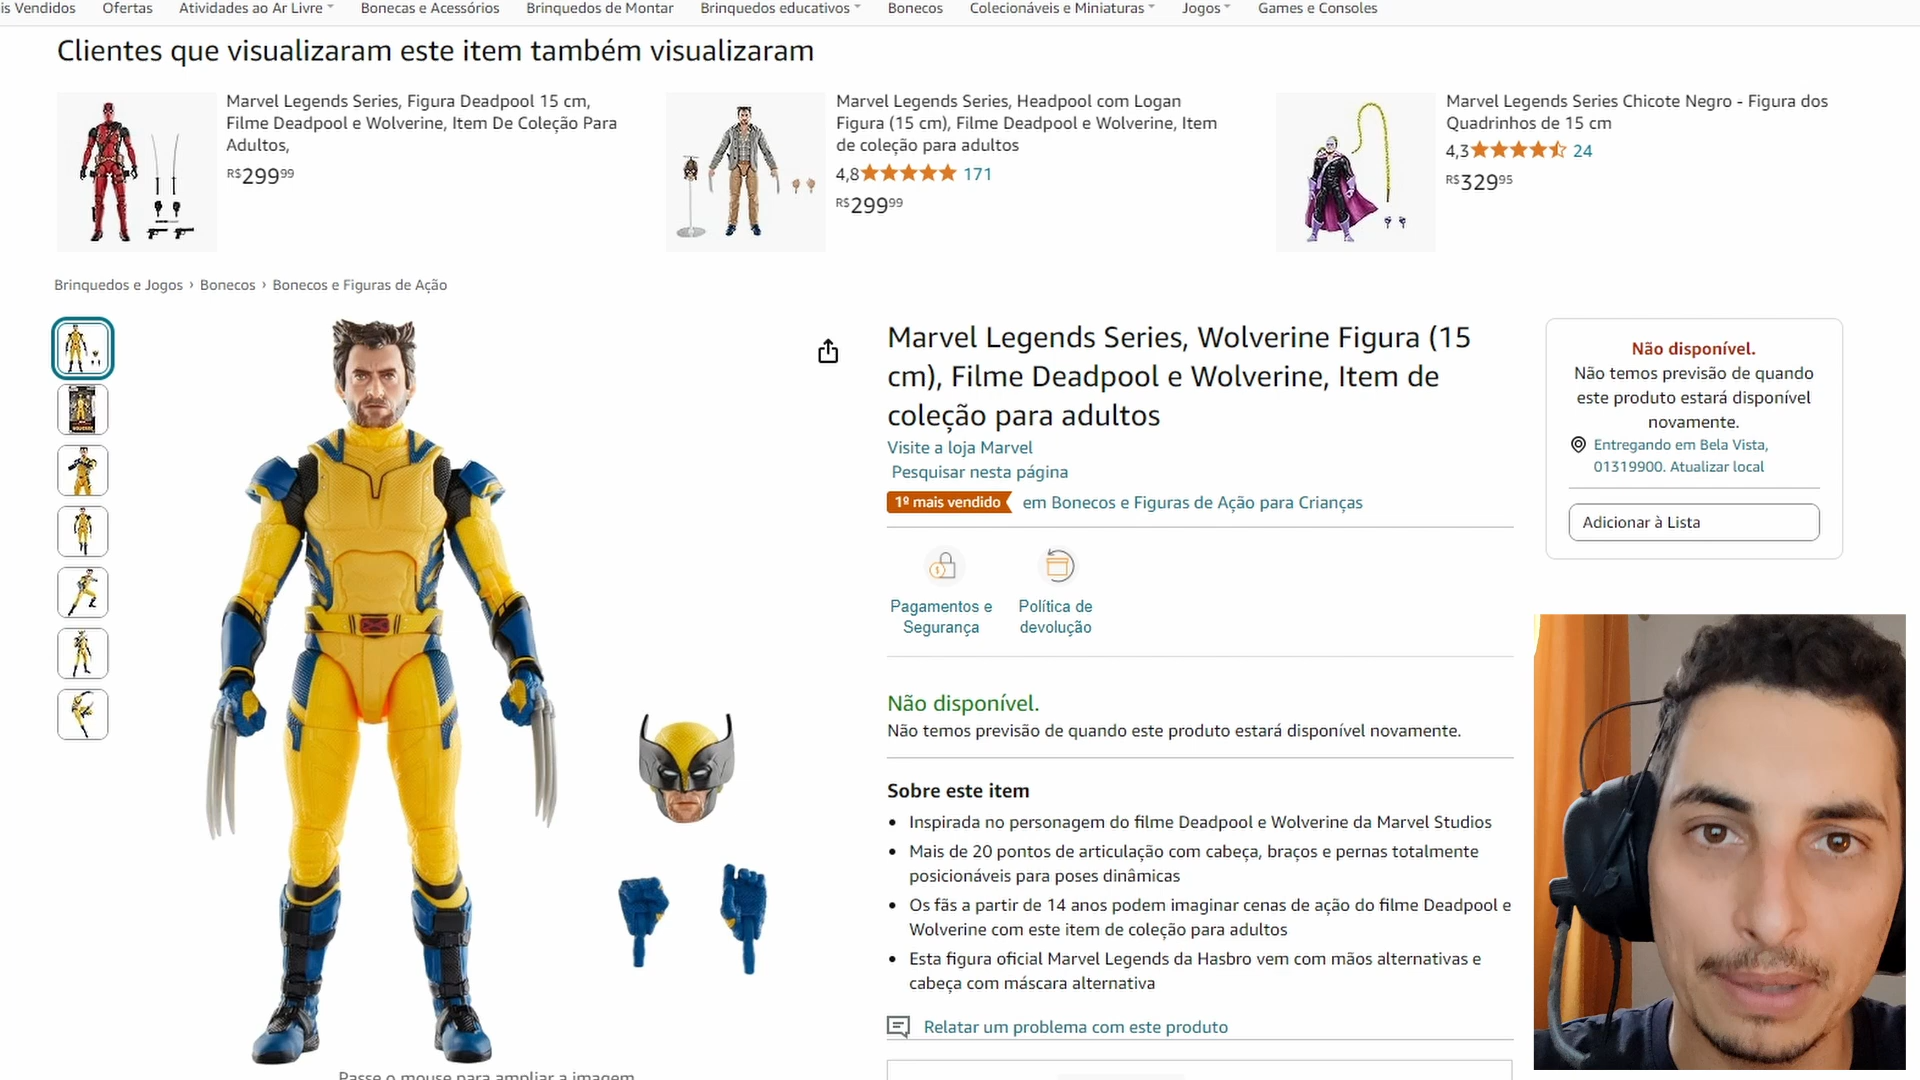 is Vendidos
Ofertas
Atividades ao Ar Livre
Bonecas e Acessórios
Brinquedos de Montar
Brinquedos educativos
Bonecos
Colecionáveis e Miniaturas
Jogos
Games e Consoles
Clientes que visualizaram este item também visualizaram
Marvel Legends Series, Figura Deadpool 15 cm,
Filme Deadpool e Wolverine, Item De Coleção Para
Adultos,
R$299⁹⁹
Marvel Legends Series, Headpool com Logan
Figura (15 cm), Filme Deadpool e Wolverine, Item
de coleção para adultos
4,8 171
R$299⁹⁹
Marvel Legends Series Chicote Negro - Figura dos
Quadrinhos de 15 cm
4,3 24
R$329⁹⁵
Brinquedos e Jogos › Bonecos › Bonecos e Figuras de Ação
Marvel Legends Series, Wolverine Figura (15
cm), Filme Deadpool e Wolverine, Item de
coleção para adultos
Visite a loja Marvel
Pesquisar nesta página
1º mais vendido em Bonecos e Figuras de Ação para Crianças
Pagamentos e
Segurança
Política de
devolução
Não disponível.
Não temos previsão de quando este produto estará disponível novamente.
Sobre este item
• Inspirada no personagem do filme Deadpool e Wolverine da Marvel Studios
• Mais de 20 pontos de articulação com cabeça, braços e pernas totalmente
posicionáveis para poses dinâmicas
• Os fãs a partir de 14 anos podem imaginar cenas de ação do filme Deadpool e
Wolverine com este item de coleção para adultos
• Esta figura oficial Marvel Legends da Hasbro vem com mãos alternativas e
cabeça com máscara alternativa
Relatar um problema com este produto
Não disponível.
Não temos previsão de quando
este produto estará disponível
novamente.
Entregando em Bela Vista,
01319900. Atualizar local
Adicionar à Lista
Passe o mouse para ampliar a imagem